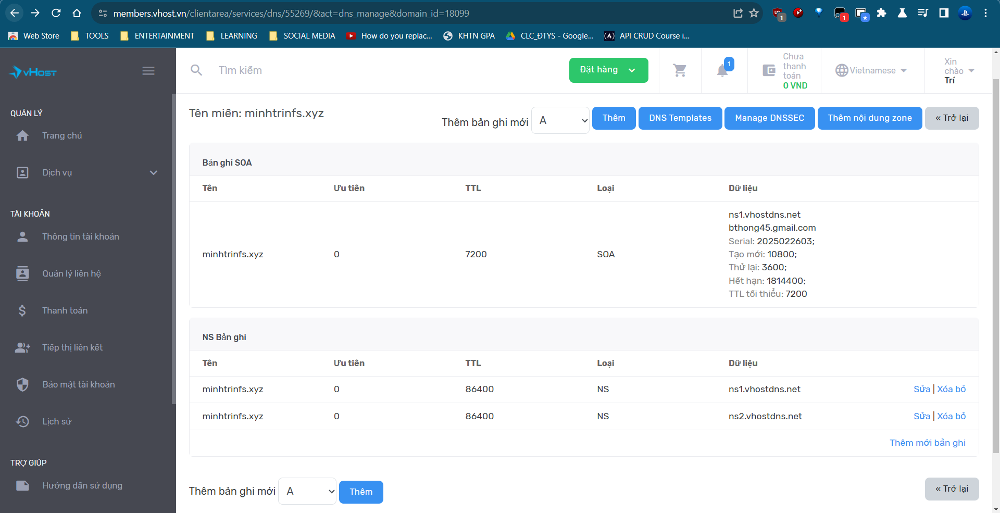 members.vhost.vn/clientarea/services/dns/55269/&act=dns_manage&domain_id=18099
1
1
Web Store
TOOLS
ENTERTAINMENT
LEARNING
SOCIAL MEDIA
How do you replac...
KHTN GPA
CLC_ĐTYS - Google...
API CRUD Course i...
vHost
Tìm kiếm
Đặt hàng
1
Chưa
thanh
toán
0 VND
Vietnamese
Xin
chào
Trí
QUẢN LÝ
Trang chủ
Dịch vụ
TÀI KHOẢN
Thông tin tài khoản
Quản lý liên hệ
Thanh toán
Tiếp thị liên kết
Bảo mật tài khoản
Lịch sử
TRỢ GIÚP
Hướng dẫn sử dụng
Tên miền: minhtrinfs.xyz
Thêm bản ghi mới A Thêm DNS Templates Manage DNSSEC Thêm nội dung zone « Trở lại
Bản ghi SOA
Tên Ưu tiên TTL Loại Dữ liệu
minhtrinfs.xyz 0 7200 SOA
ns1.vhostdns.net
bthong45.gmail.com
Serial: 2025022603;
Tạo mới: 10800;
Thử lại: 3600;
Hết hạn: 1814400;
TTL tối thiểu: 7200
NS Bản ghi
Tên Ưu tiên TTL Loại Dữ liệu
minhtrinfs.xyz 0 86400 NS ns1.vhostdns.net Sửa | Xóa bỏ
minhtrinfs.xyz 0 86400 NS ns2.vhostdns.net Sửa | Xóa bỏ
Thêm mới bản ghi
Thêm bản ghi mới A Thêm « Trở lại